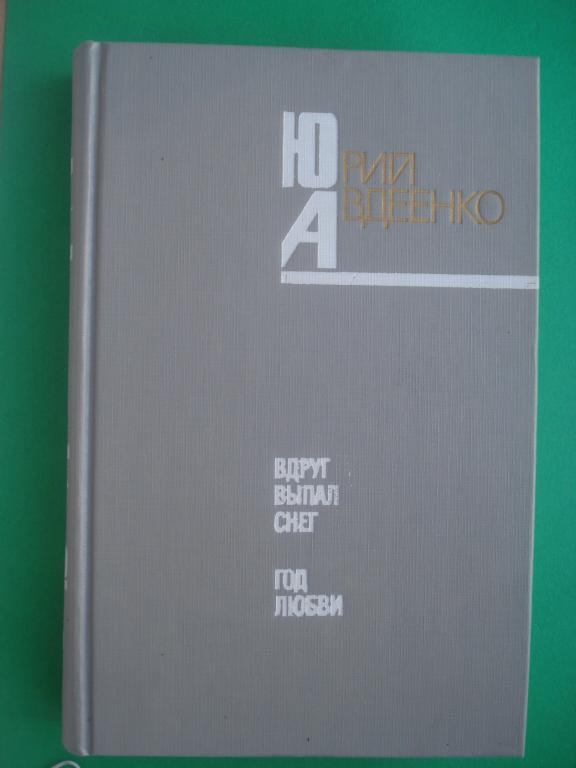 ЮРИЙ
АВДЕЕНКО
ВДРУГ
ВЫПАЛ
СНЕГ
ГОД
ЛЮБВИ